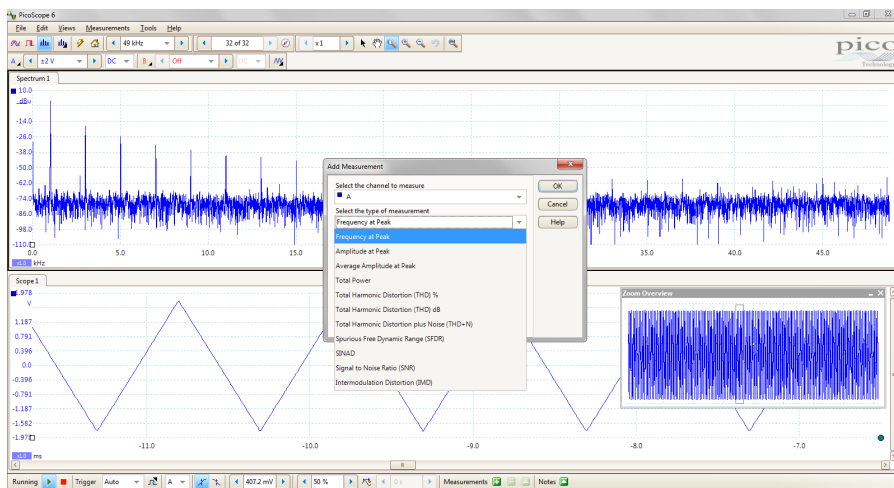 PicoScope 6
File Edit Views Measurements Tools Help
49 kHz 32 of 32 x1
pico
Technology
A ±2 V DC B Off DC
Spectrum 1
10.0
dBu
-14.0
-26.0
-38.0
-50.0
-62.0
-74.0
-86.0
-98.0
-110.0
0.0 5.0 10.0 15.0 35.0 40.0 45.0
x1.0 kHz
Add Measurement
Select the channel to measure
A
Select the type of measurement
Frequency at Peak
OK
Cancel
Help
Frequency at Peak
Amplitude at Peak
Average Amplitude at Peak
Total Power
Total Harmonic Distortion (THD) %
Total Harmonic Distortion (THD) dB
Total Harmonic Distortion plus Noise (THD+N)
Spurious Free Dynamic Range (SFDR)
SINAD
Signal to Noise Ratio (SNR)
Intermodulation Distortion (IMD)
Scope 1
1.978
V
1.187
0.791
0.396
0.0
-0.396
-0.791
-1.187
-1.582
-11.0 -10.0 -9.0 -8.0 -7.0
x1.0 ms
Zoom Overview
Running Trigger Auto A 407.2 mV 50 % 0 s Measurements Notes